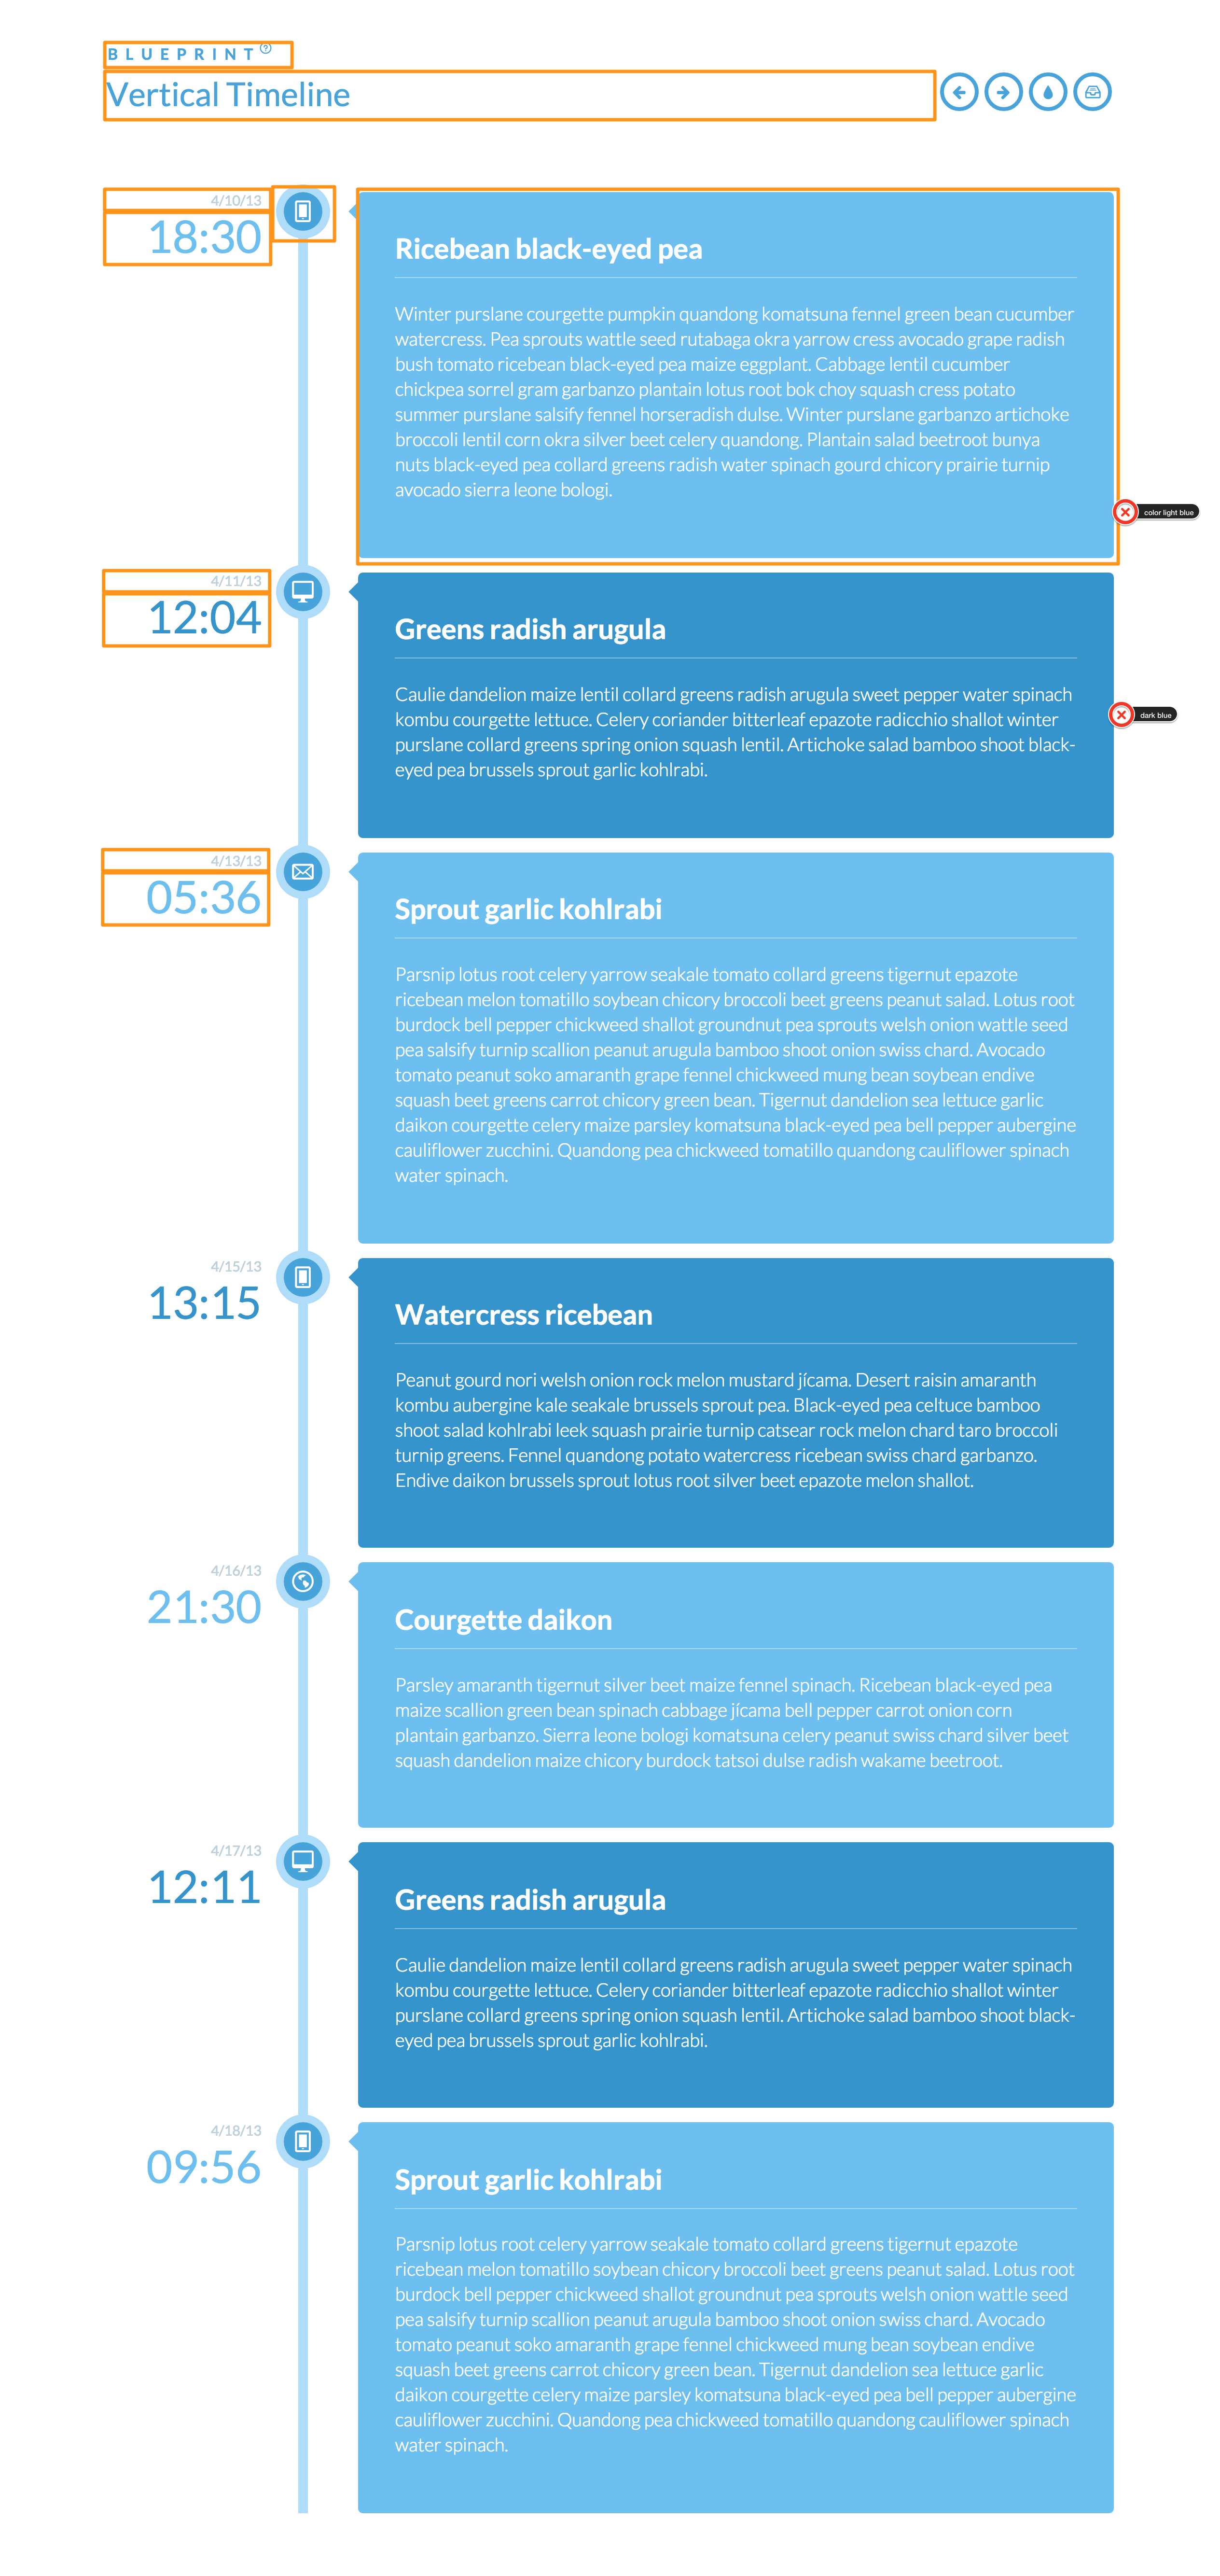 BLUEPRINT ?
Vertical Timeline
4/10/13
18:30
Ricebean black-eyed pea
Winter purslane courgette pumpkin quandong komatsuna fennel green bean cucumber
watercress. Pea sprouts wattle seed rutabaga okra yarrow cress avocado grape radish
bush tomato ricebean black-eyed pea maize eggplant. Cabbage lentil cucumber
chickpea sorrel gram garbanzo plantain lotus root bok choy squash cress potato
summer purslane salsify fennel horseradish dulse. Winter purslane garbanzo artichoke
broccoli lentil corn okra silver beet celery quandong. Plantain salad beetroot bunya
nuts black-eyed pea collard greens radish water spinach gourd chicory prairie turnip
avocado sierra leone bologi.
color light blue
4/11/13
12:04
Greens radish arugula
Caulie dandelion maize lentil collard greens radish arugula sweet pepper water spinach
kombu courgette lettuce. Celery coriander bitterleaf epazote radicchio shallot winter
purslane collard greens spring onion squash lentil. Artichoke salad bamboo shoot black-
eyed pea brussels sprout garlic kohlrabi.
dark blue
4/13/13
05:36
Sprout garlic kohlrabi
Parsnip lotus root celery yarrow seakale tomato collard greens tigernut epazote
ricebean melon tomatillo soybean chicory broccoli beet greens peanut salad. Lotus root
burdock bell pepper chickweed shallot groundnut pea sprouts welsh onion wattle seed
pea salsify turnip scallion peanut arugula bamboo shoot onion swiss chard. Avocado
tomato peanut soko amaranth grape fennel chickweed mung bean soybean endive
squash beet greens carrot chicory green bean. Tigernut dandelion sea lettuce garlic
daikon courgette celery maize parsley komatsuna black-eyed pea bell pepper aubergine
cauliflower zucchini. Quandong pea chickweed tomatillo quandong cauliflower spinach
water spinach.
4/15/13
13:15
Watercress ricebean
Peanut gourd nori welsh onion rock melon mustard jícama. Desert raisin amaranth
kombu aubergine kale seakale brussels sprout pea. Black-eyed pea celtuce bamboo
shoot salad kohlrabi leek squash prairie turnip catsear rock melon chard taro broccoli
turnip greens. Fennel quandong potato watercress ricebean swiss chard garbanzo.
Endive daikon brussels sprout lotus root silver beet epazote melon shallot.
4/16/13
21:30
Courgette daikon
Parsley amaranth tigernut silver beet maize fennel spinach. Ricebean black-eyed pea
maize scallion green bean spinach cabbage jícama bell pepper carrot onion corn
plantain garbanzo. Sierra leone bologi komatsuna celery peanut swiss chard silver beet
squash dandelion maize chicory burdock tatsoi dulse radish wakame beetroot.
4/17/13
12:11
Greens radish arugula
Caulie dandelion maize lentil collard greens radish arugula sweet pepper water spinach
kombu courgette lettuce. Celery coriander bitterleaf epazote radicchio shallot winter
purslane collard greens spring onion squash lentil. Artichoke salad bamboo shoot black-
eyed pea brussels sprout garlic kohlrabi.
4/18/13
09:56
Sprout garlic kohlrabi
Parsnip lotus root celery yarrow seakale tomato collard greens tigernut epazote
ricebean melon tomatillo soybean chicory broccoli beet greens peanut salad. Lotus root
burdock bell pepper chickweed shallot groundnut pea sprouts welsh onion wattle seed
pea salsify turnip scallion peanut arugula bamboo shoot onion swiss chard. Avocado
tomato peanut soko amaranth grape fennel chickweed mung bean soybean endive
squash beet greens carrot chicory green bean. Tigernut dandelion sea lettuce garlic
daikon courgette celery maize parsley komatsuna black-eyed pea bell pepper aubergine
cauliflower zucchini. Quandong pea chickweed tomatillo quandong cauliflower spinach
water spinach.